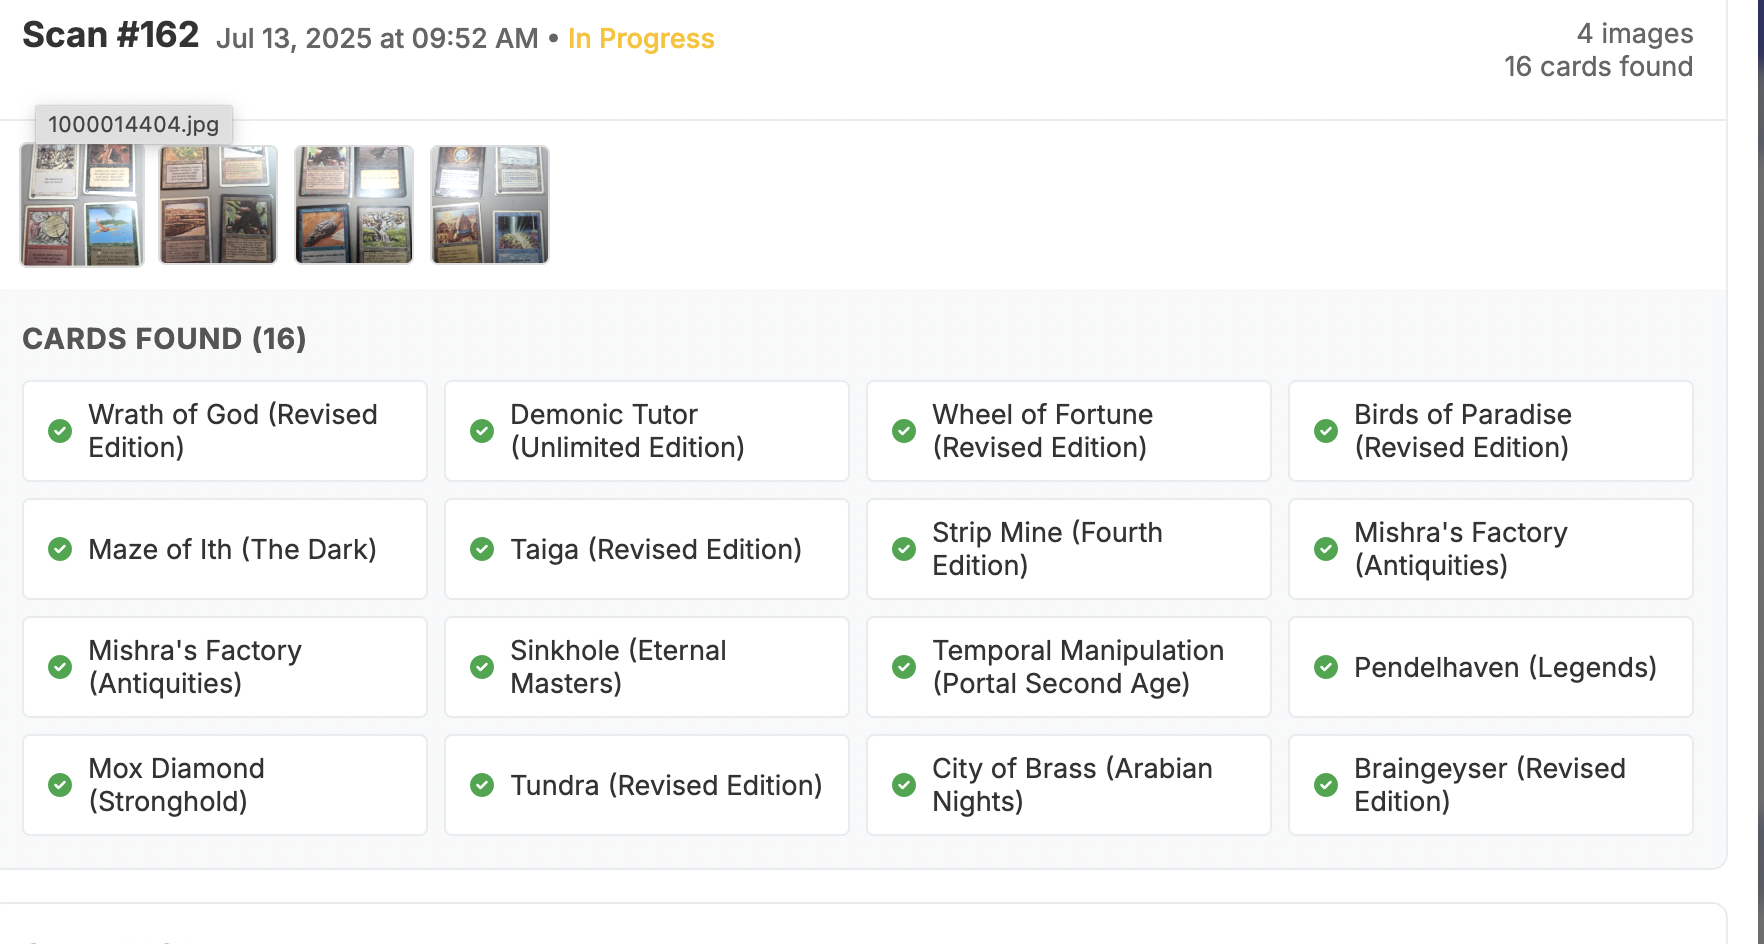 Scan #162 Jul 13, 2025 at 09:52 AM • In Progress
4 images
16 cards found
1000014404.jpg
CARDS FOUND (16)
Wrath of God (Revised
Edition)
Demonic Tutor
(Unlimited Edition)
Wheel of Fortune
(Revised Edition)
Birds of Paradise
(Revised Edition)
Maze of Ith (The Dark)
Taiga (Revised Edition)
Strip Mine (Fourth
Edition)
Mishra's Factory
(Antiquities)
Mishra's Factory
(Antiquities)
Sinkhole (Eternal
Masters)
Temporal Manipulation
(Portal Second Age)
Pendelhaven (Legends)
Mox Diamond
(Stronghold)
Tundra (Revised Edition)
City of Brass (Arabian
Nights)
Braingeyser (Revised
Edition)